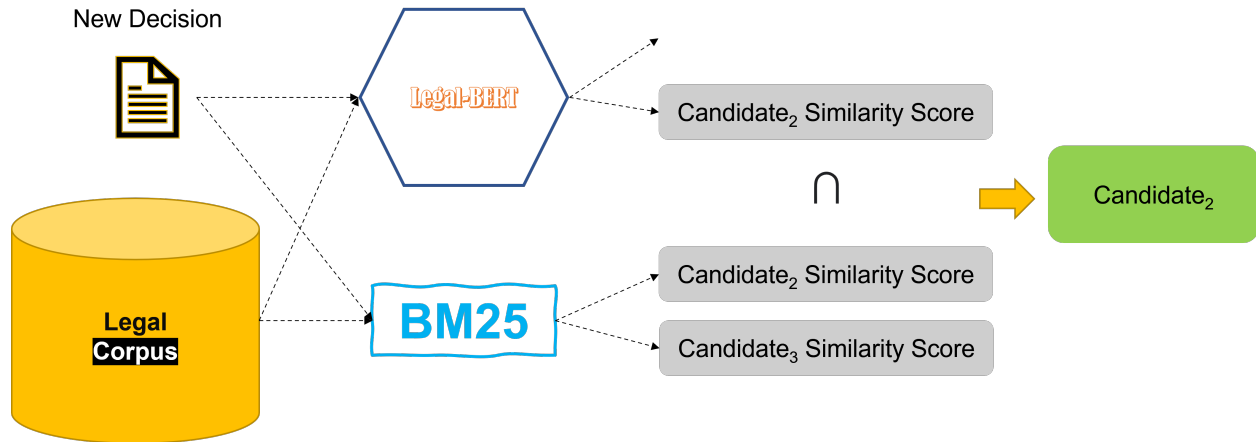 New Decision
Legal-BERT
Candidate₂ Similarity Score
∩
Candidate₂
Candidate₂ Similarity Score
BM25
Legal
Corpus
Candidate₃ Similarity Score